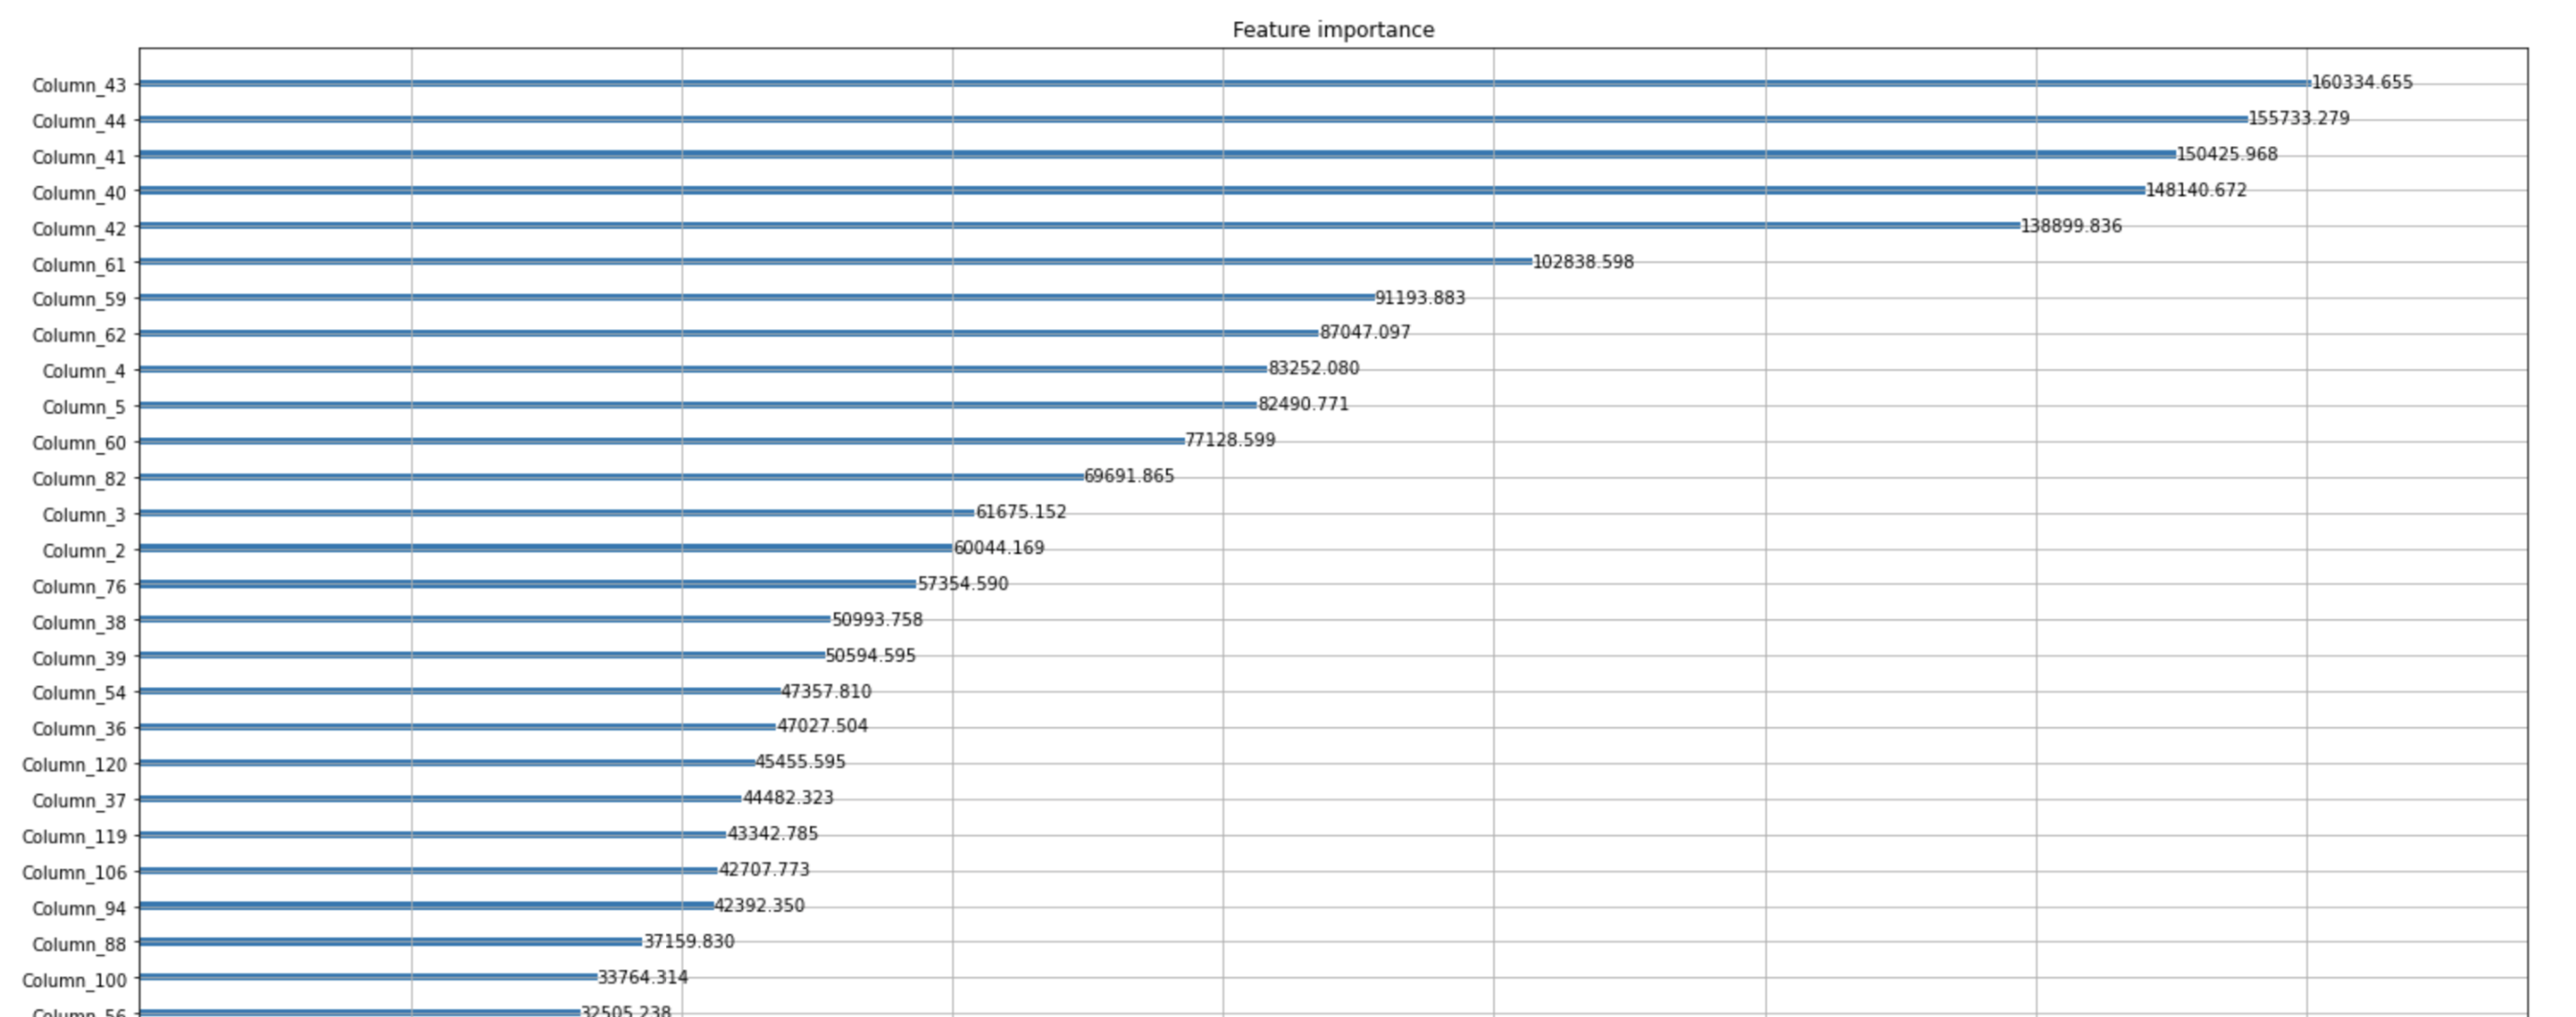 Feature importance
Column_43 160334.655
Column_44 155733.279
Column_41 150425.968
Column_40 148140.672
Column_42 138899.836
Column_61 102838.598
Column_59 91193.883
Column_62 87047.097
Column_4 83252.080
Column_5 82490.771
Column_60 77128.599
Column_82 69691.865
Column_3 61675.152
Column_2 60044.169
Column_76 57354.590
Column_38 50993.758
Column_39 50594.595
Column_54 47357.810
Column_36 47027.504
Column_120 45455.595
Column_37 44482.323
Column_119 43342.785
Column_106 42707.773
Column_94 42392.350
Column_88 37159.830
Column_100 33764.314
Column_56 32505.238